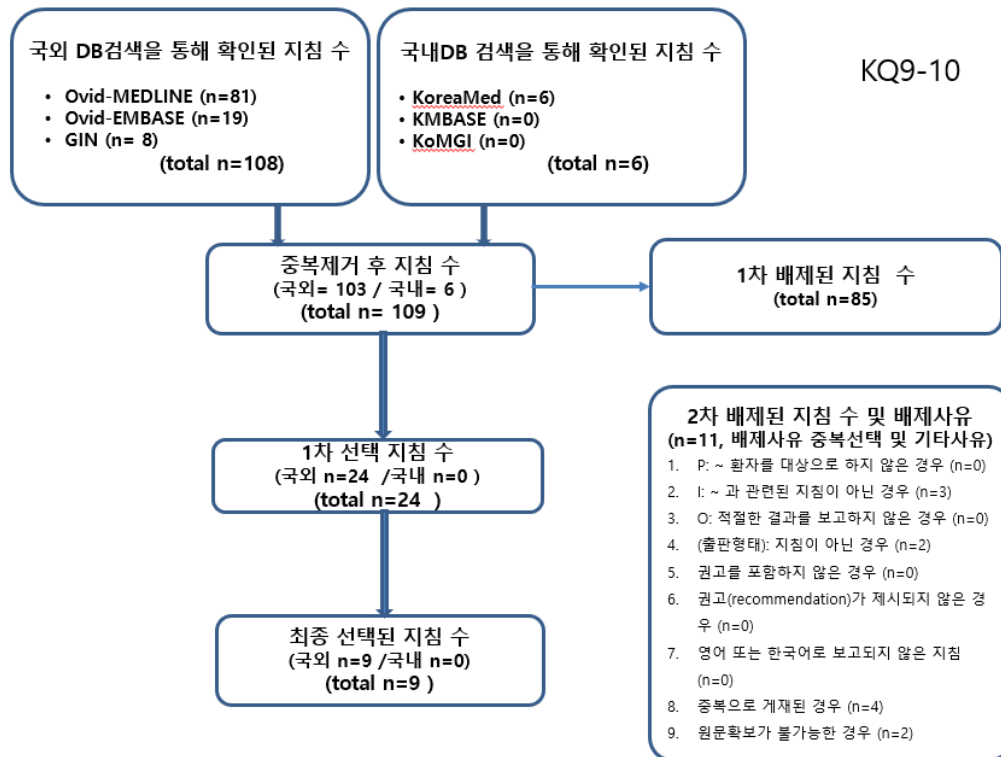 국외 DB검색을 통해 확인된 지침 수
• Ovid-MEDLINE (n=81)
• Ovid-EMBASE (n=19)
• GIN (n= 8)
(total n=108)
국내DB 검색을 통해 확인된 지침 수
• KoreaMed (n=6)
• KMBASE (n=0)
• KoMGI (n=0)
(total n=6)
KQ9-10
중복제거 후 지침 수
(국외= 103 / 국내= 6 )
(total n= 109 )
1차 배제된 지침 수
(total n=85)
1차 선택 지침 수
(국외 n=24 /국내 n=0 )
(total n=24 )
2차 배제된 지침 수 및 배제사유
(n=11, 배제사유 중복선택 및 기타사유)
1. P: ~ 환자를 대상으로 하지 않은 경우 (n=0)
2. I: ~ 과 관련된 지침이 아닌 경우 (n=3)
3. O: 적절한 결과를 보고하지 않은 경우 (n=0)
4. (출판형태): 지침이 아닌 경우 (n=2)
5. 권고를 포함하지 않은 경우 (n=0)
6. 권고(recommendation)가 제시되지 않은 경
우 (n=0)
7. 영어 또는 한국어로 보고되지 않은 지침
(n=0)
8. 중복으로 게재된 경우 (n=4)
9. 원문확보가 불가능한 경우 (n=2)
최종 선택된 지침 수
(국외 n=9 /국내 n=0)
(total n=9 )